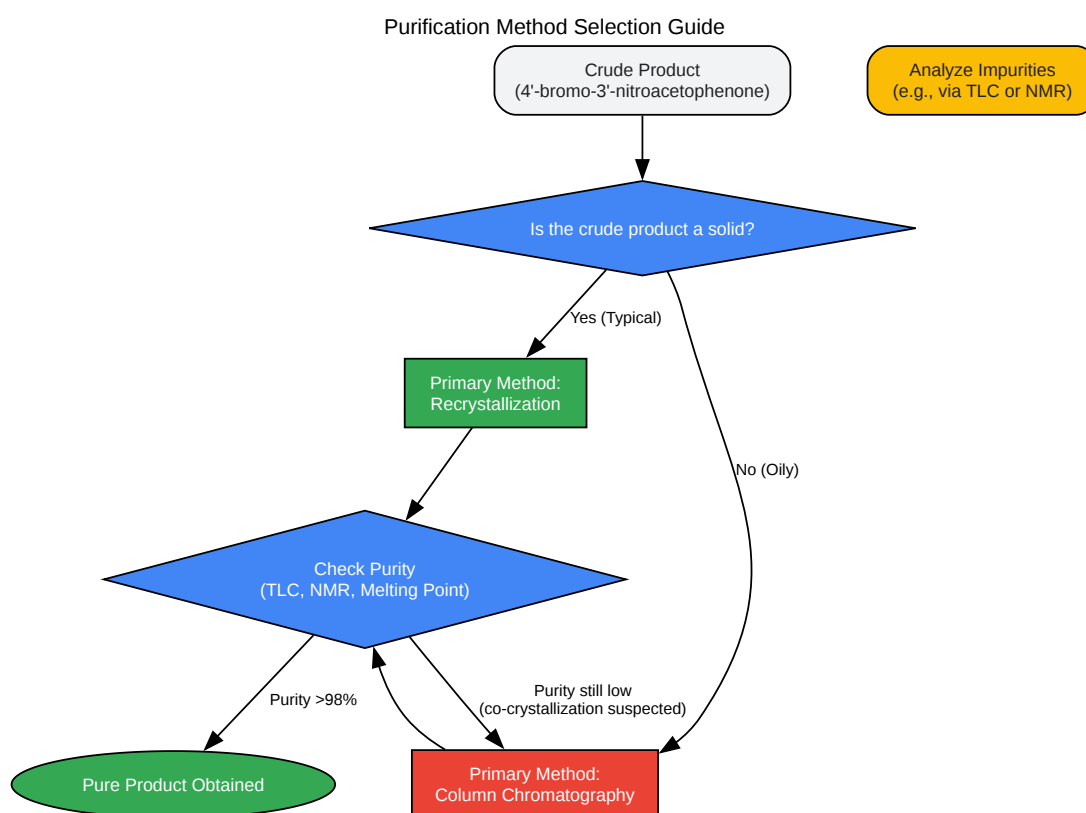 Purification Method Selection Guide
Crude Product
(4'-bromo-3'-nitroacetophenone)
Analyze Impurities
(e.g., via TLC or NMR)
Is the crude product a solid?
Yes (Typical)
Primary Method:
Recrystallization
No (Oily)
Check Purity
(TLC, NMR, Melting Point)
Purity >98%
Purity still low
(co-crystallization suspected)
Pure Product Obtained
Primary Method:
Column Chromatography